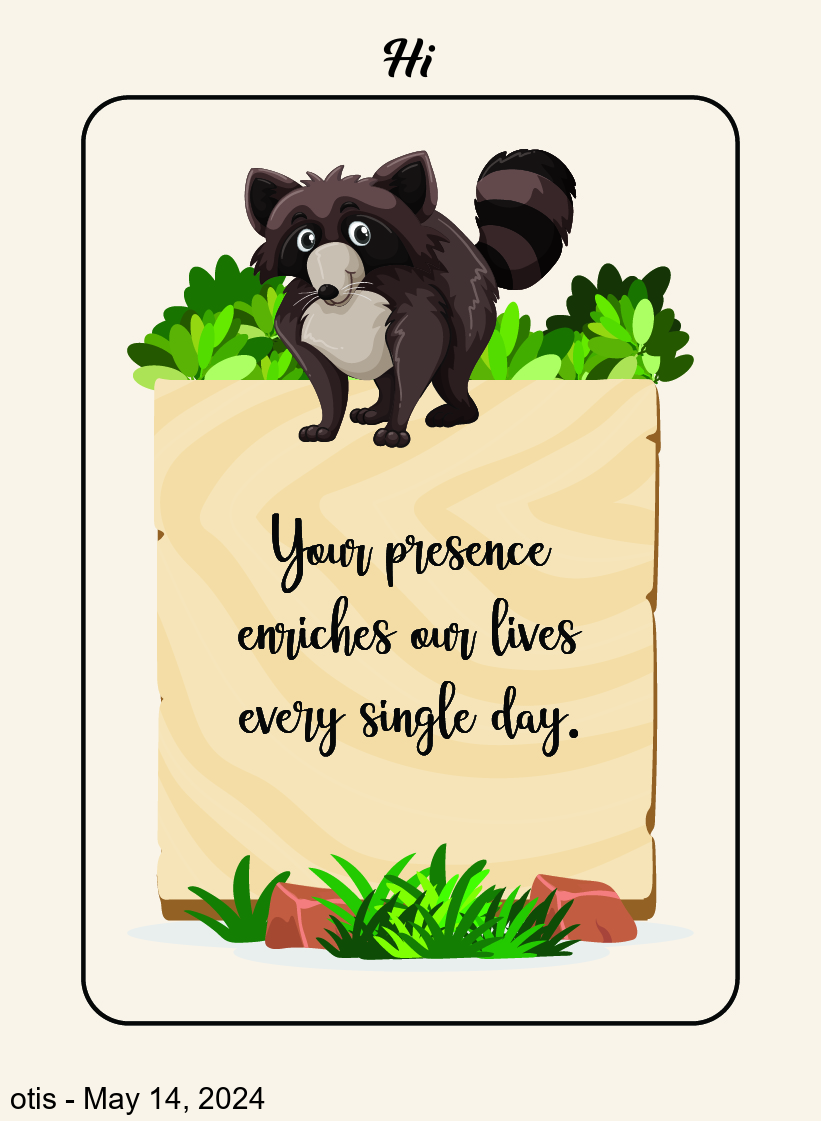 Hi
Your presence
enriches our lives
every single day.
otis - May 14, 2024